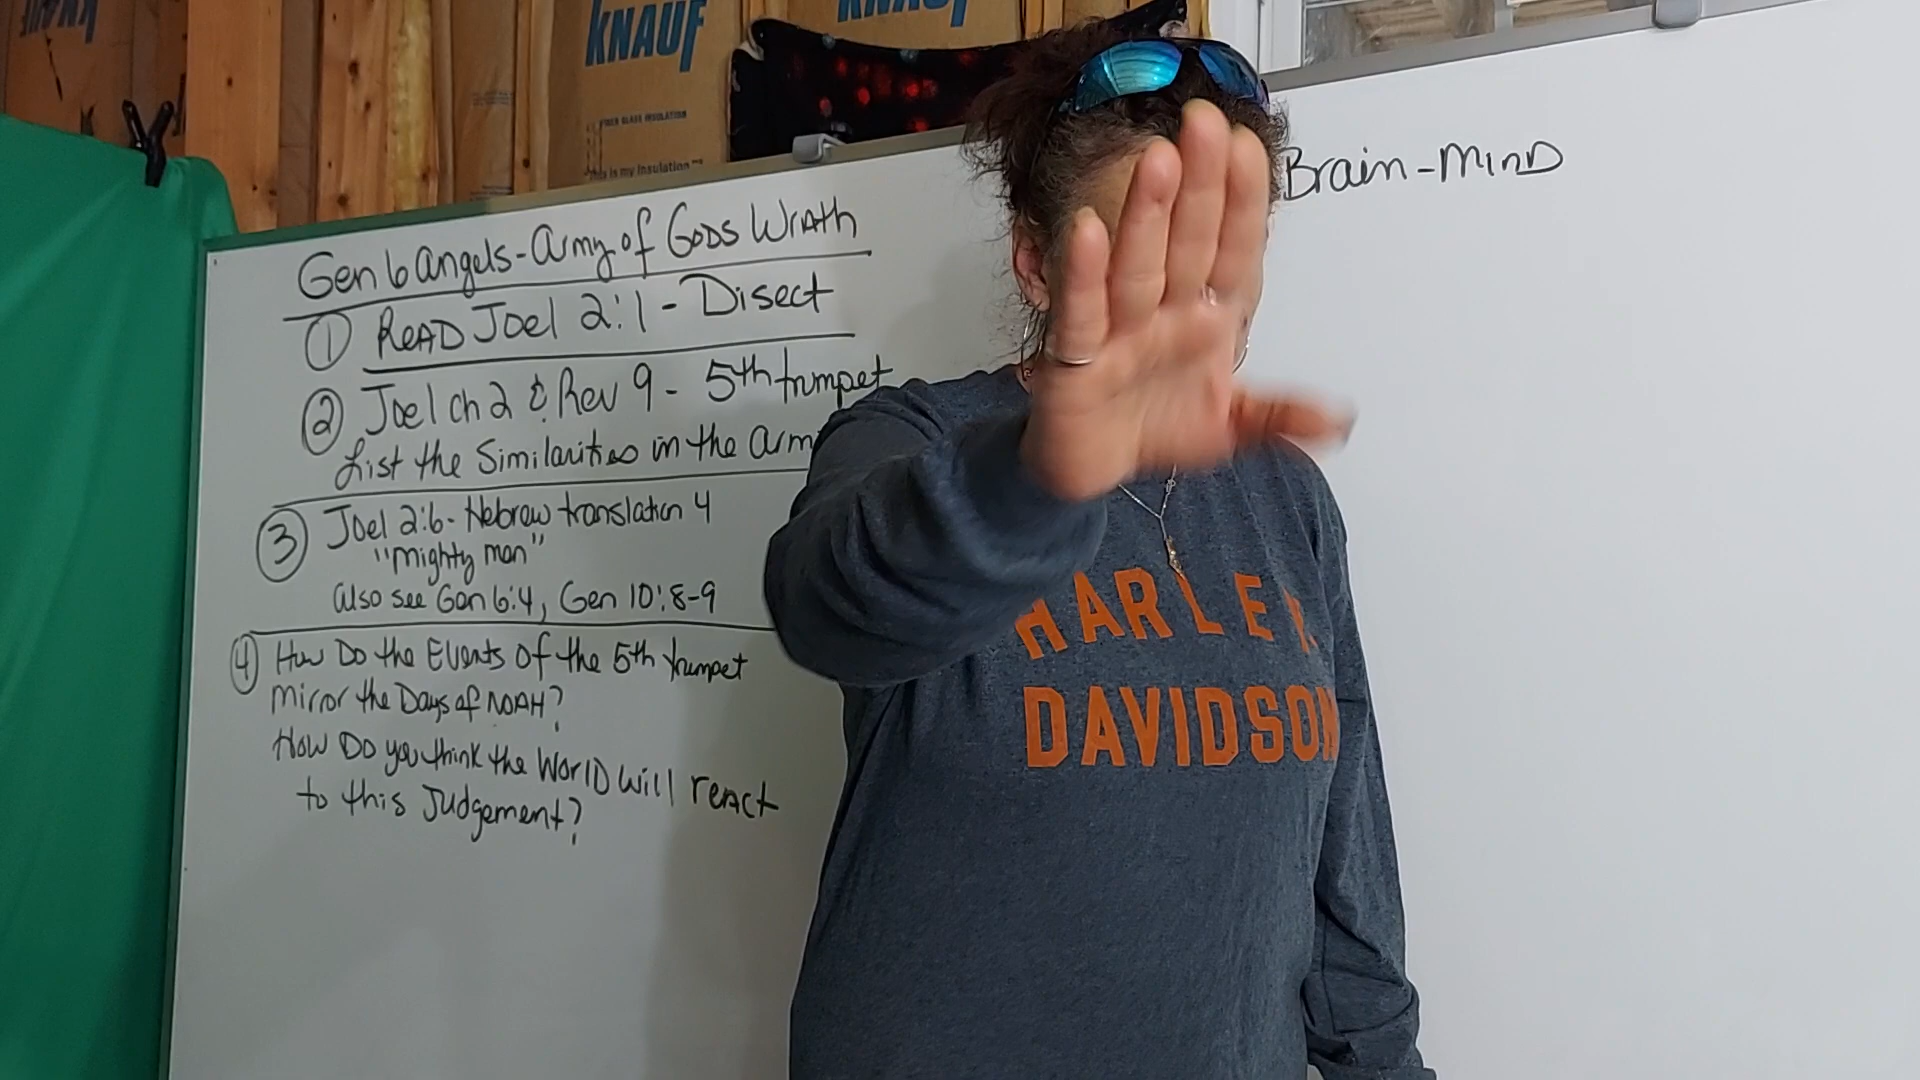 KNAUF
KNAUF
KNAUF
FIBER GLASS INSULATION
This is my insulation™
Brain-MinD
Gen 6 Angels-Army of GODS WRAth
① READ Joel 2:1 - Disect
② Joel ch 2 & Rev 9 - 5th trumpet
List the Similarities in the Arm
③ Joel 2:6- Hebrew translation 4
"mighty man"
Also see Gen 6:4, Gen 10:8-9
④ How Do the Events Of the 5th trumpet
mirror the Days of NOAH?
How Do you think the World will react
to this Judgement?
HARLE
DAVIDSON